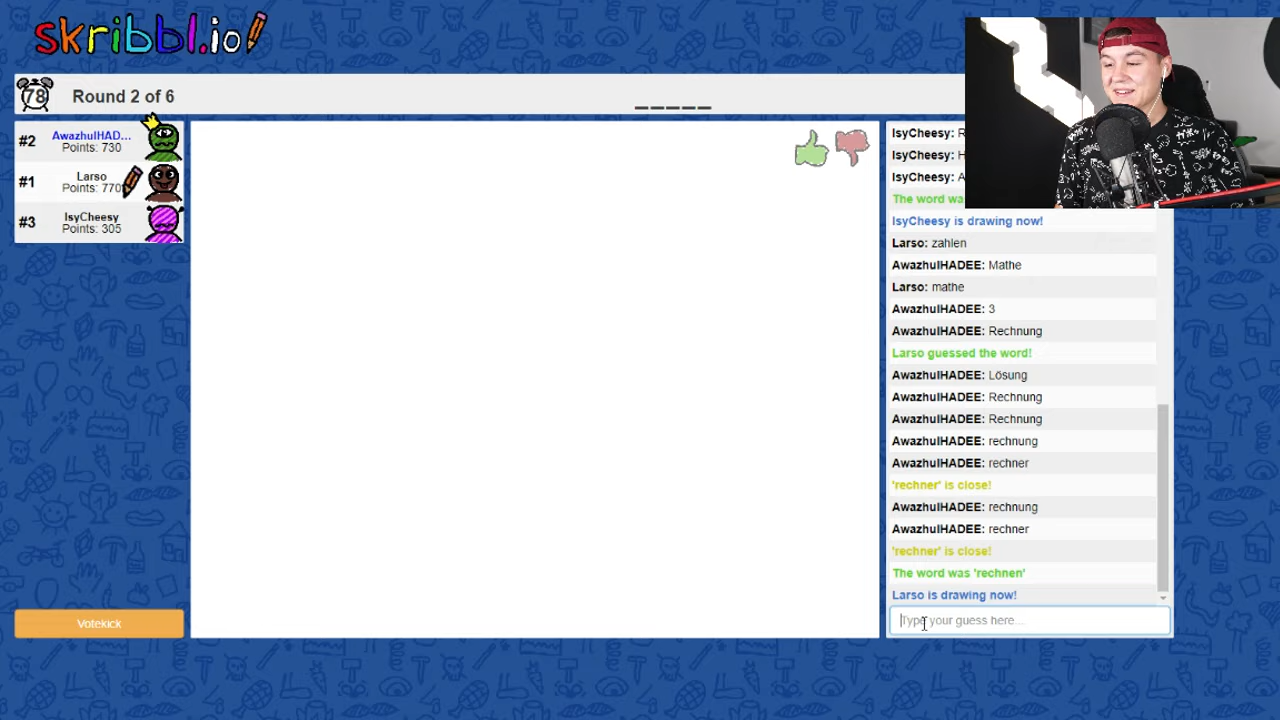 skribbl.io
78
Round 2 of 6
_ _ _ _ _
#2
AwazhulHAD...
Points: 730
#1
Larso
Points: 770
#3
IsyCheesy
Points: 305
Votekick
IsyCheesy: R
IsyCheesy: H
IsyCheesy: A
The word wa
IsyCheesy is drawing now!
Larso: zahlen
AwazhulHADEE: Mathe
Larso: mathe
AwazhulHADEE: 3
AwazhulHADEE: Rechnung
Larso guessed the word!
AwazhulHADEE: Lösung
AwazhulHADEE: Rechnung
AwazhulHADEE: Rechnung
AwazhulHADEE: rechnung
AwazhulHADEE: rechner
'rechner' is close!
AwazhulHADEE: rechnung
AwazhulHADEE: rechner
'rechner' is close!
The word was 'rechnen'
Larso is drawing now!
Type your guess here...